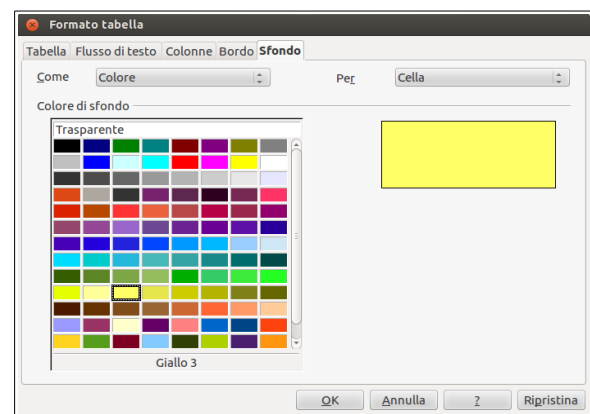 Formato tabella
Tabella Flusso di testo Colonne Bordo Sfondo
Come Colore Per Cella
Colore di sfondo
Trasparente
Giallo 3
OK Annulla ? Ripristina